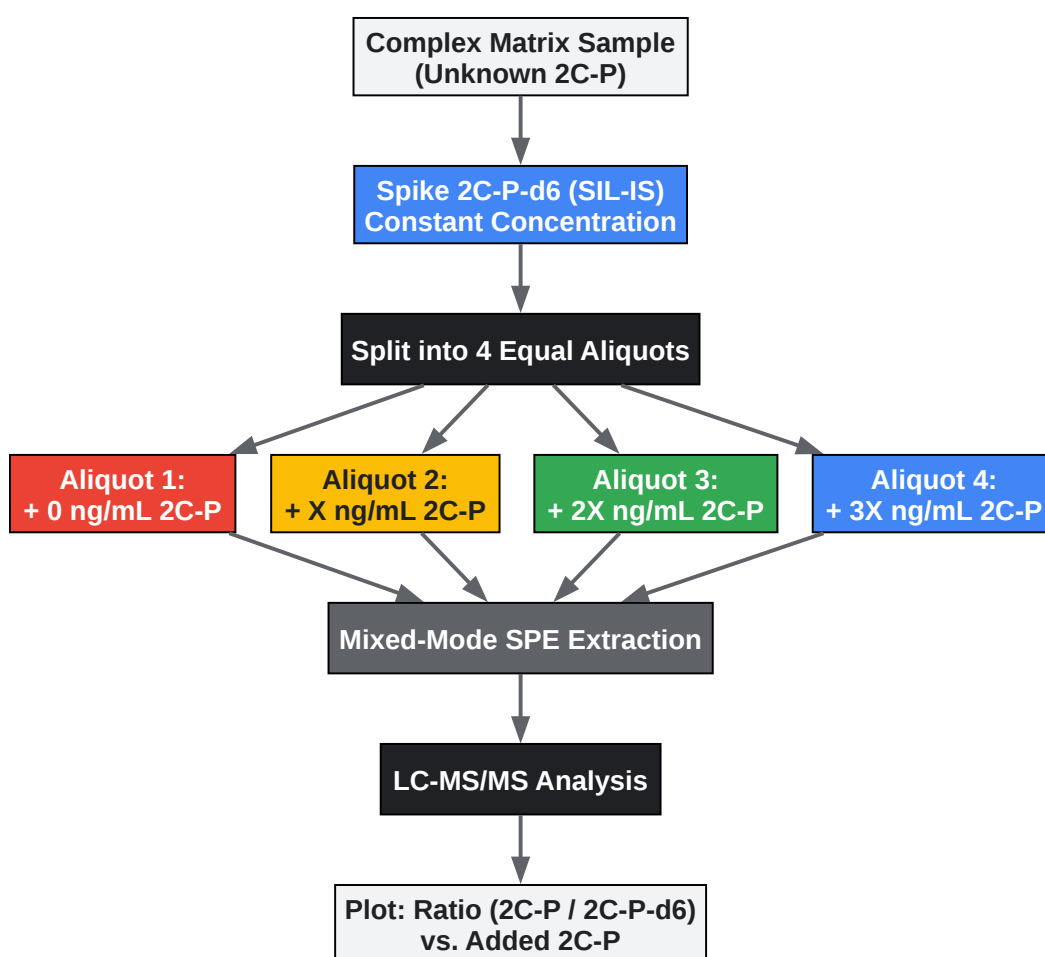 Complex Matrix Sample
(Unknown 2C-P)
Spike 2C-P-d6 (SIL-IS)
Constant Concentration
Split into 4 Equal Aliquots
Aliquot 1:
+ 0 ng/mL 2C-P
Aliquot 2:
+ X ng/mL 2C-P
Aliquot 3:
+ 2X ng/mL 2C-P
Aliquot 4:
+ 3X ng/mL 2C-P
Mixed-Mode SPE Extraction
LC-MS/MS Analysis
Plot: Ratio (2C-P / 2C-P-d6)
vs. Added 2C-P